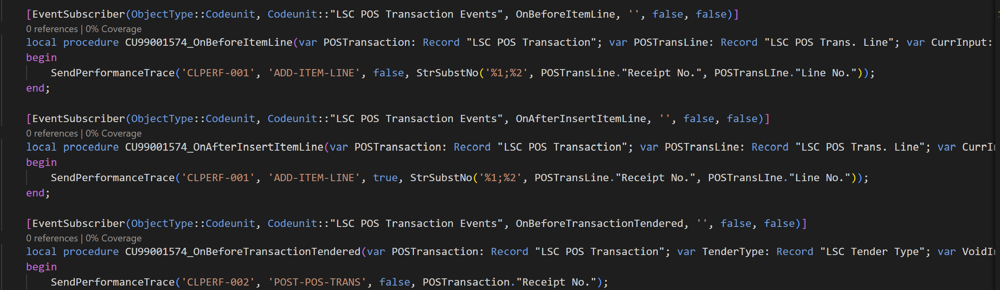 [EventSubscriber(ObjectType::Codeunit, Codeunit::"LSC POS Transaction Events", OnBeforeItemLine, '', false, false)]
0 references | 0% Coverage
local procedure CU99001574_OnBeforeItemLine(var POSTransaction: Record "LSC POS Transaction"; var POSTransLine: Record "LSC POS Trans. Line"; var CurrInput:
begin
SendPerformanceTrace('CLPERF-001', 'ADD-ITEM-LINE', false, StrSubstNo('%1;%2', POSTransLine."Receipt No.", POSTransLIne."Line No."));
end;
[EventSubscriber(ObjectType::Codeunit, Codeunit::"LSC POS Transaction Events", OnAfterInsertItemLine, '', false, false)]
0 references | 0% Coverage
local procedure CU99001574_OnAfterInsertItemLine(var POSTransaction: Record "LSC POS Transaction"; var POSTransLine: Record "LSC POS Trans. Line"; var CurrI
begin
SendPerformanceTrace('CLPERF-001', 'ADD-ITEM-LINE', true, StrSubstNo('%1;%2', POSTransLine."Receipt No.", POSTransLIne."Line No."));
end;
[EventSubscriber(ObjectType::Codeunit, Codeunit::"LSC POS Transaction Events", OnBeforeTransactionTendered, '', false, false)]
0 references | 0% Coverage
local procedure CU99001574_OnBeforeTransactionTendered(var POSTransaction: Record "LSC POS Transaction"; var TenderType: Record "LSC Tender Type"; var VoidI
begin
SendPerformanceTrace('CLPERF-002', 'POST-POS-TRANS', false, POSTransaction."Receipt No.");